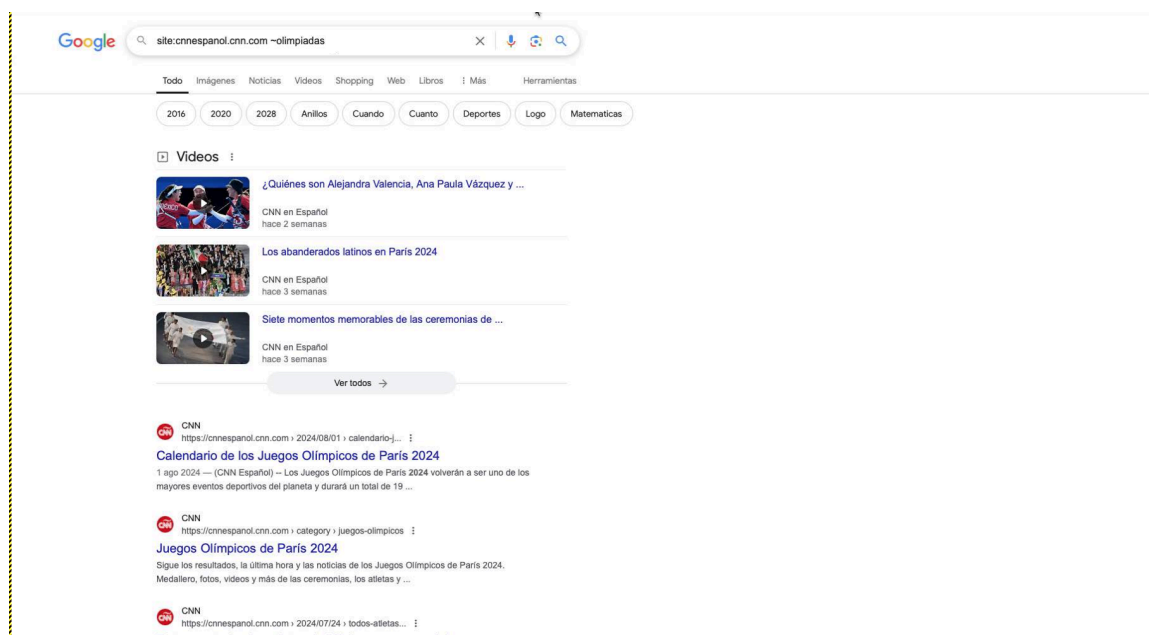 Google
site:cnnespanol.cnn.com ~olimpiadas
Todo Imágenes Noticias Videos Shopping Web Libros Más Herramientas
2016 2020 2028 Anillos Cuando Cuanto Deportes Logo Matematicas
Videos
¿Quiénes son Alejandra Valencia, Ana Paula Vázquez y ...
CNN en Español
hace 2 semanas
Los abanderados latinos en París 2024
CNN en Español
hace 3 semanas
Siete momentos memorables de las ceremonias de ...
CNN en Español
hace 3 semanas
Ver todos →
CNN
https://cnnespanol.cnn.com › 2024/08/01 › calendario-j...
Calendario de los Juegos Olímpicos de París 2024
1 ago 2024 — (CNN Español) -- Los Juegos Olímpicos de París 2024 volverán a ser uno de los
mayores eventos deportivos del planeta y durará un total de 19 ...
CNN
https://cnnespanol.cnn.com › category › juegos-olimpicos
Juegos Olímpicos de París 2024
Sigue los resultados, la última hora y las noticias de los Juegos Olímpicos de París 2024.
Medallero, fotos, videos y más de las ceremonias, los atletas y ...
CNN
https://cnnespanol.cnn.com › 2024/07/24 › todos-atletas...